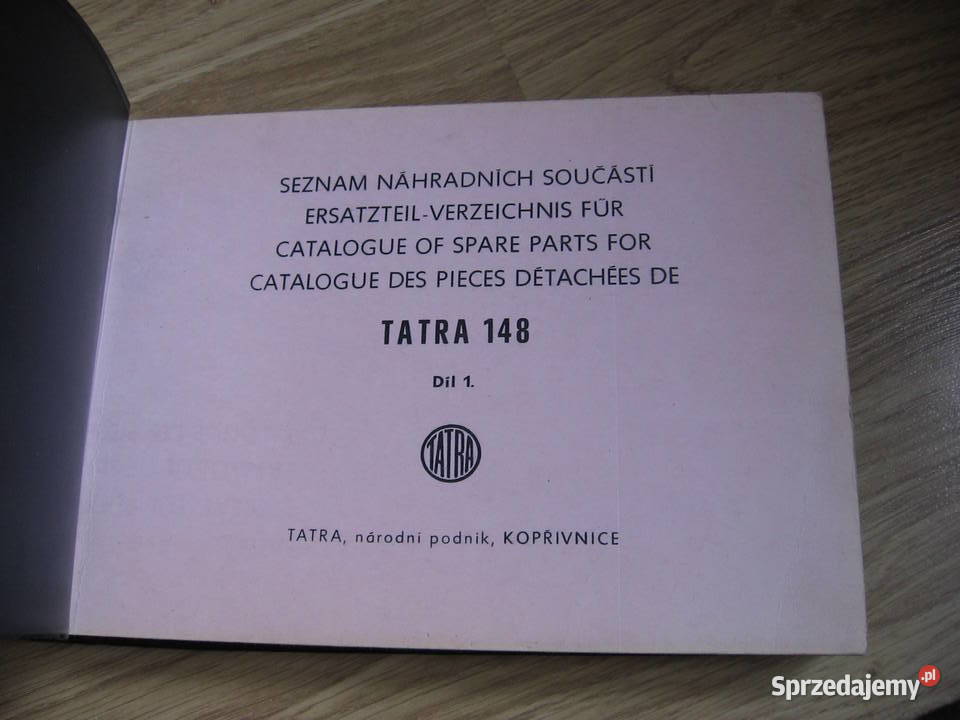 SEZNAM NÁHRADNÍCH SOUČÁSTÍ
ERSATZTEIL-VERZEICHNIS FÜR
CATALOGUE OF SPARE PARTS FOR
CATALOGUE DES PIECES DÉTACHÉES DE
TATRA 148
Díl 1.
TATRA
TATRA, národní podnik, KOPŘIVNICE
Sprzedajemy.pl